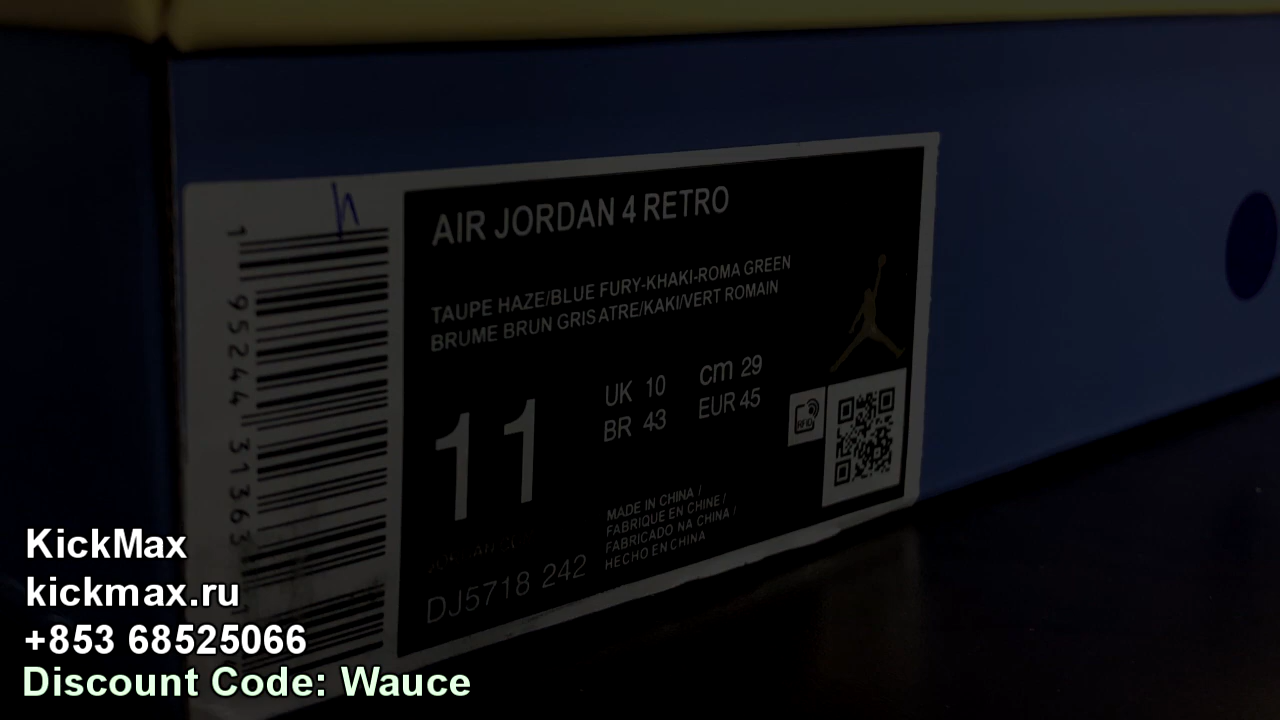 AIR JORDAN 4 RETRO
TAUPE HAZE/BLUE FURY-KHAKI-ROMA GREEN
BRUME BRUN GRISATRE/KAKI/VERT ROMAIN
11
UK 10 cm 29
BR 43 EUR 45
RFID
MADE IN CHINA /
FABRIQUE EN CHINE /
FABRICADO NA CHINA /
HECHO EN CHINA
DJ5718 242
1 95244 31363
KickMax
kickmax.ru
+853 68525066
Discount Code: Wauce